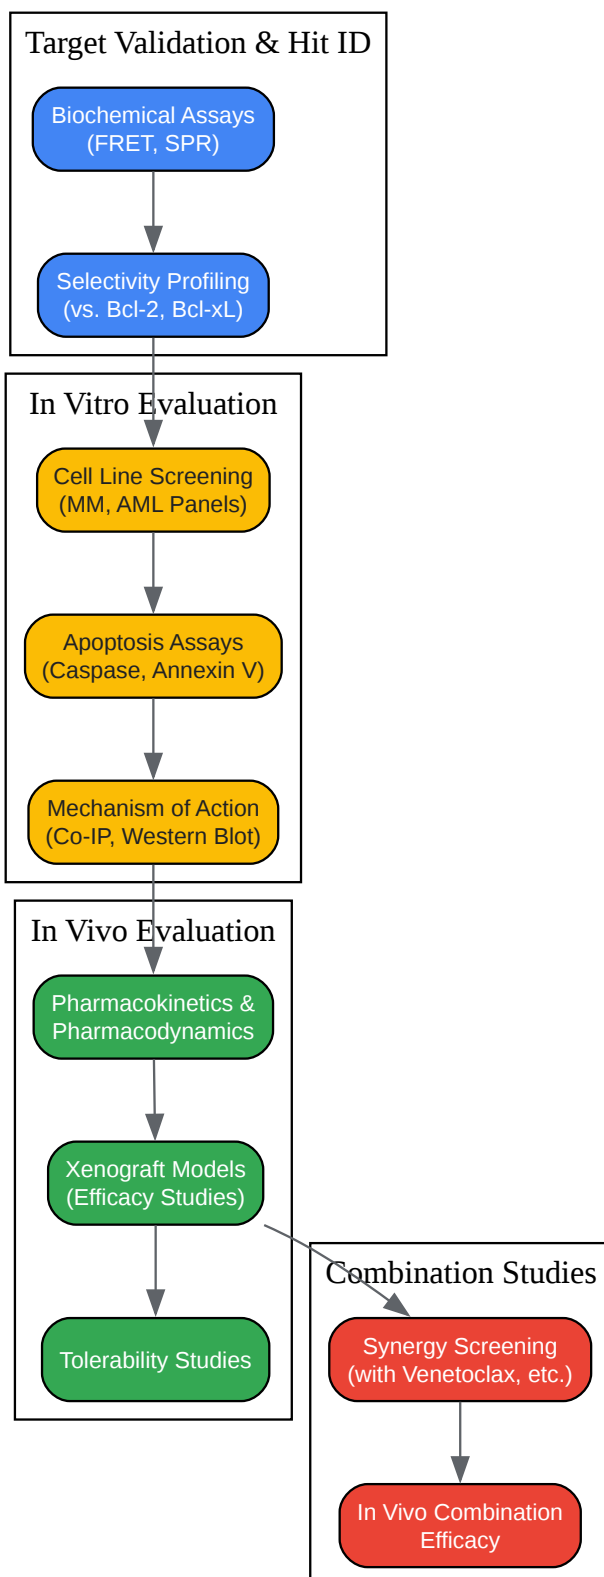 Target Validation & Hit ID
Biochemical Assays
(FRET, SPR)
Selectivity Profiling
(vs. Bcl-2, Bcl-xL)
In Vitro Evaluation
Cell Line Screening
(MM, AML Panels)
Apoptosis Assays
(Caspase, Annexin V)
Mechanism of Action
(Co-IP, Western Blot)
In Vivo Evaluation
Pharmacokinetics &
Pharmacodynamics
Xenograft Models
(Efficacy Studies)
Tolerability Studies
Combination Studies
Synergy Screening
(with Venetoclax, etc.)
In Vivo Combination
Efficacy